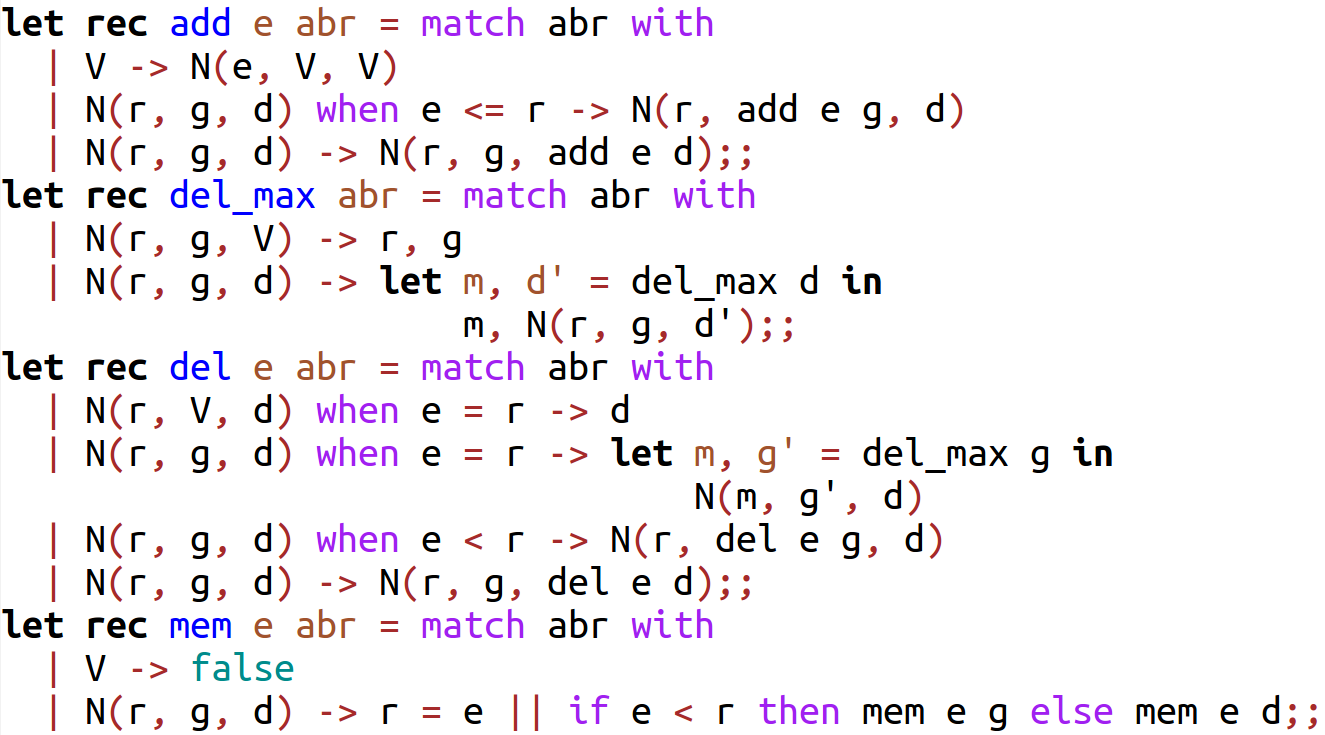 let rec add e abr = match abr with
  | V -> N(e, V, V)
  | N(r, g, d) when e <= r -> N(r, add e g, d)
  | N(r, g, d) -> N(r, g, add e d);;
let rec del_max abr = match abr with
  | N(r, g, V) -> r, g
  | N(r, g, d) -> let m, d' = del_max d in
                      m, N(r, g, d');;
let rec del e abr = match abr with
  | N(r, V, d) when e = r -> d
  | N(r, g, d) when e = r -> let m, g' = del_max g in
                                 N(m, g', d)
  | N(r, g, d) when e < r -> N(r, del e g, d)
  | N(r, g, d) -> N(r, g, del e d);;
let rec mem e abr = match abr with
  | V -> false
  | N(r, g, d) -> r = e || if e < r then mem e g else mem e d;;